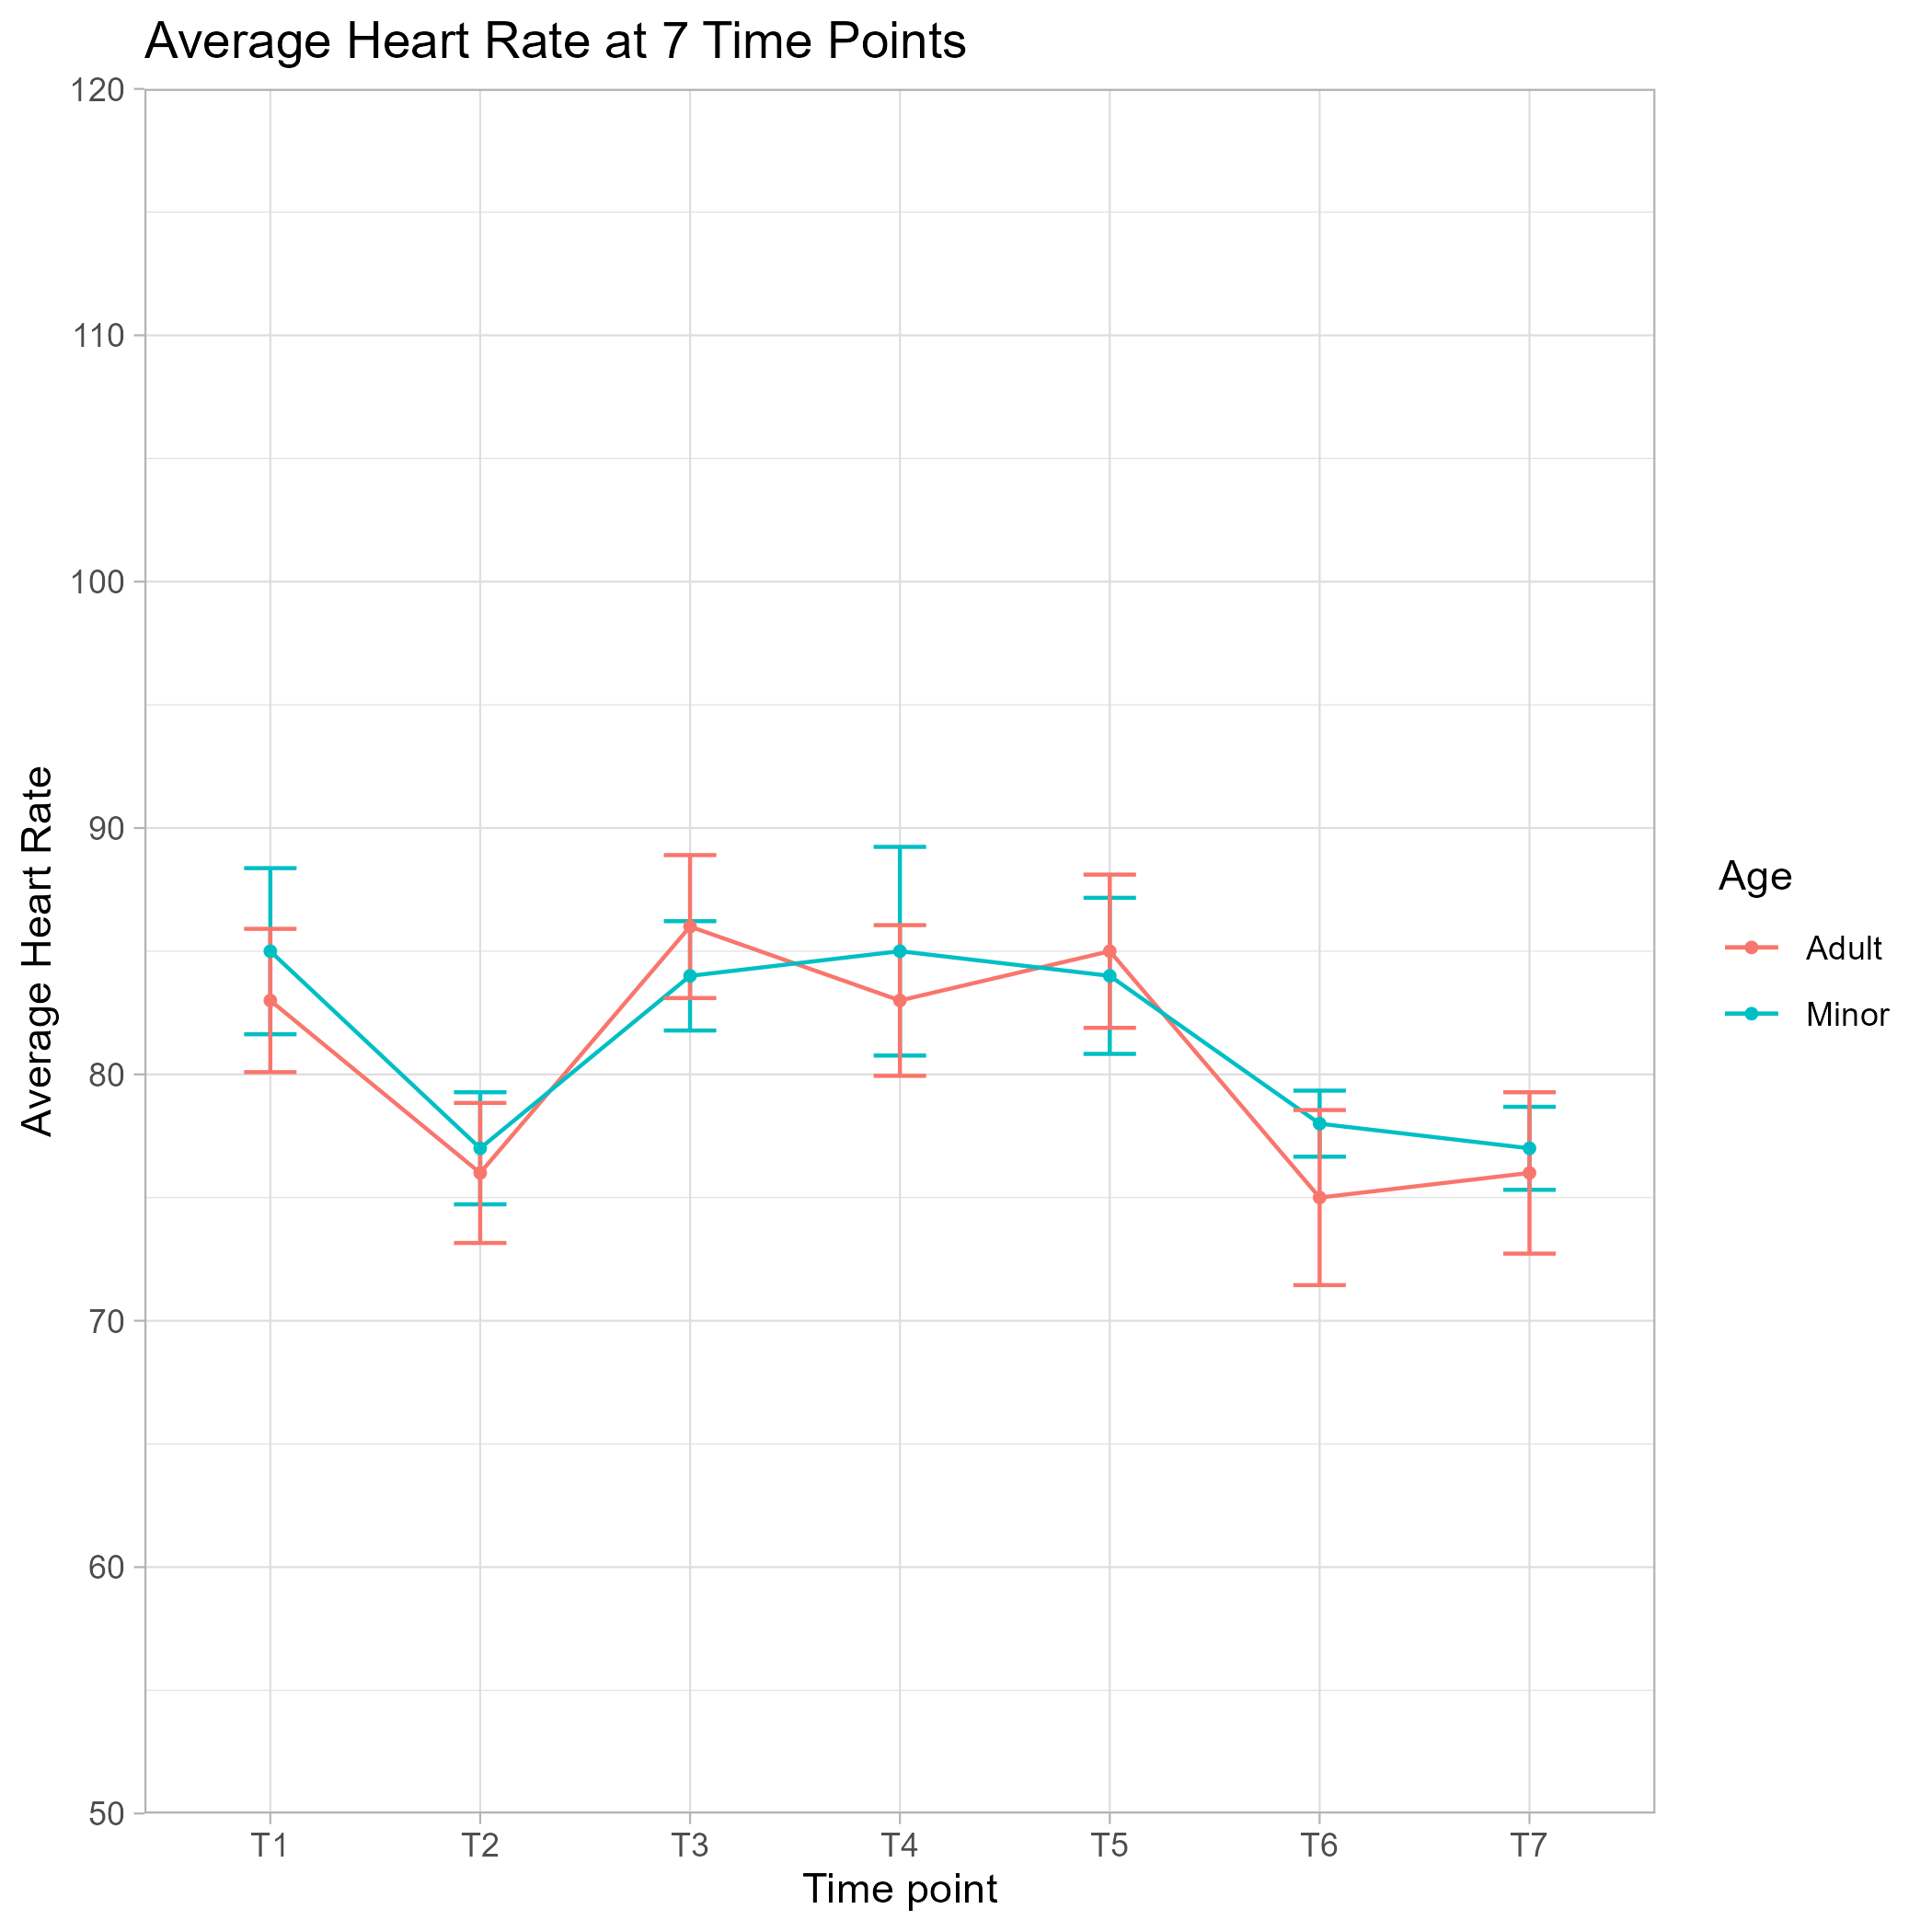 Average Heart Rate at 7 Time Points
120
110
100
90
80
70
60
50
Average Heart Rate
T1 T2 T3 T4 T5 T6 T7
Time point
Age
Adult
Minor